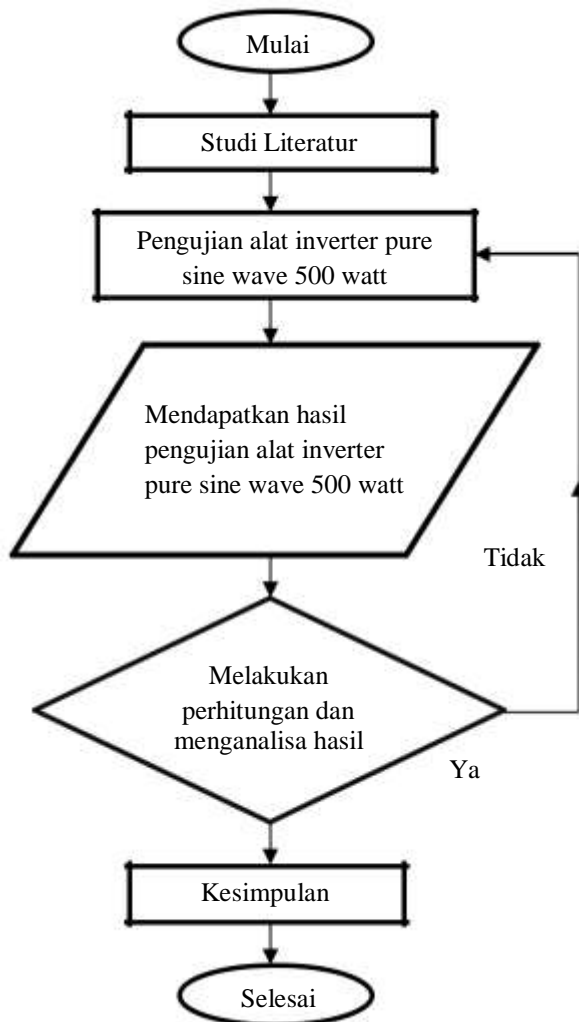 Mulai
Studi Literatur
Pengujian alat inverter pure
sine wave 500 watt
Mendapatkan hasil
pengujian alat inverter
pure sine wave 500 watt
Tidak
Melakukan
perhitungan dan
menganalisa hasil
Ya
Kesimpulan
Selesai